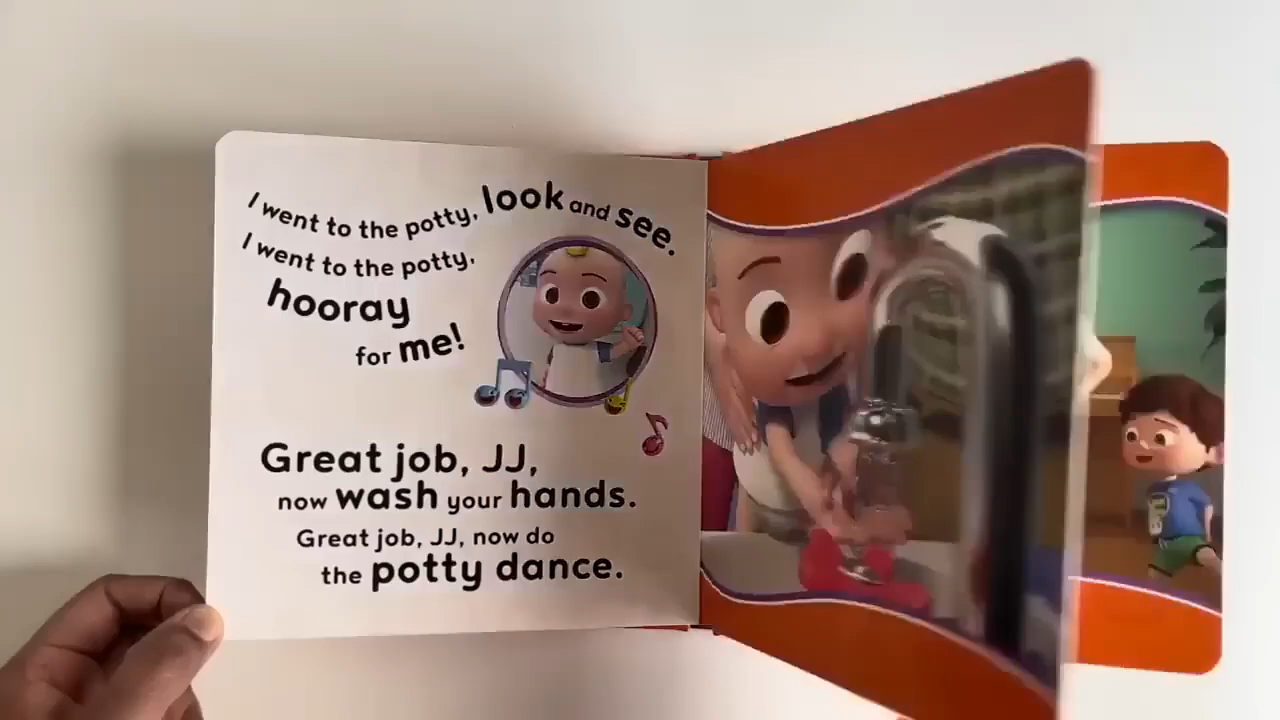 I went to the potty, look and see.
I went to the potty,
hooray
for me!
Great job, JJ,
now wash your hands.
Great job, JJ, now do
the potty dance.